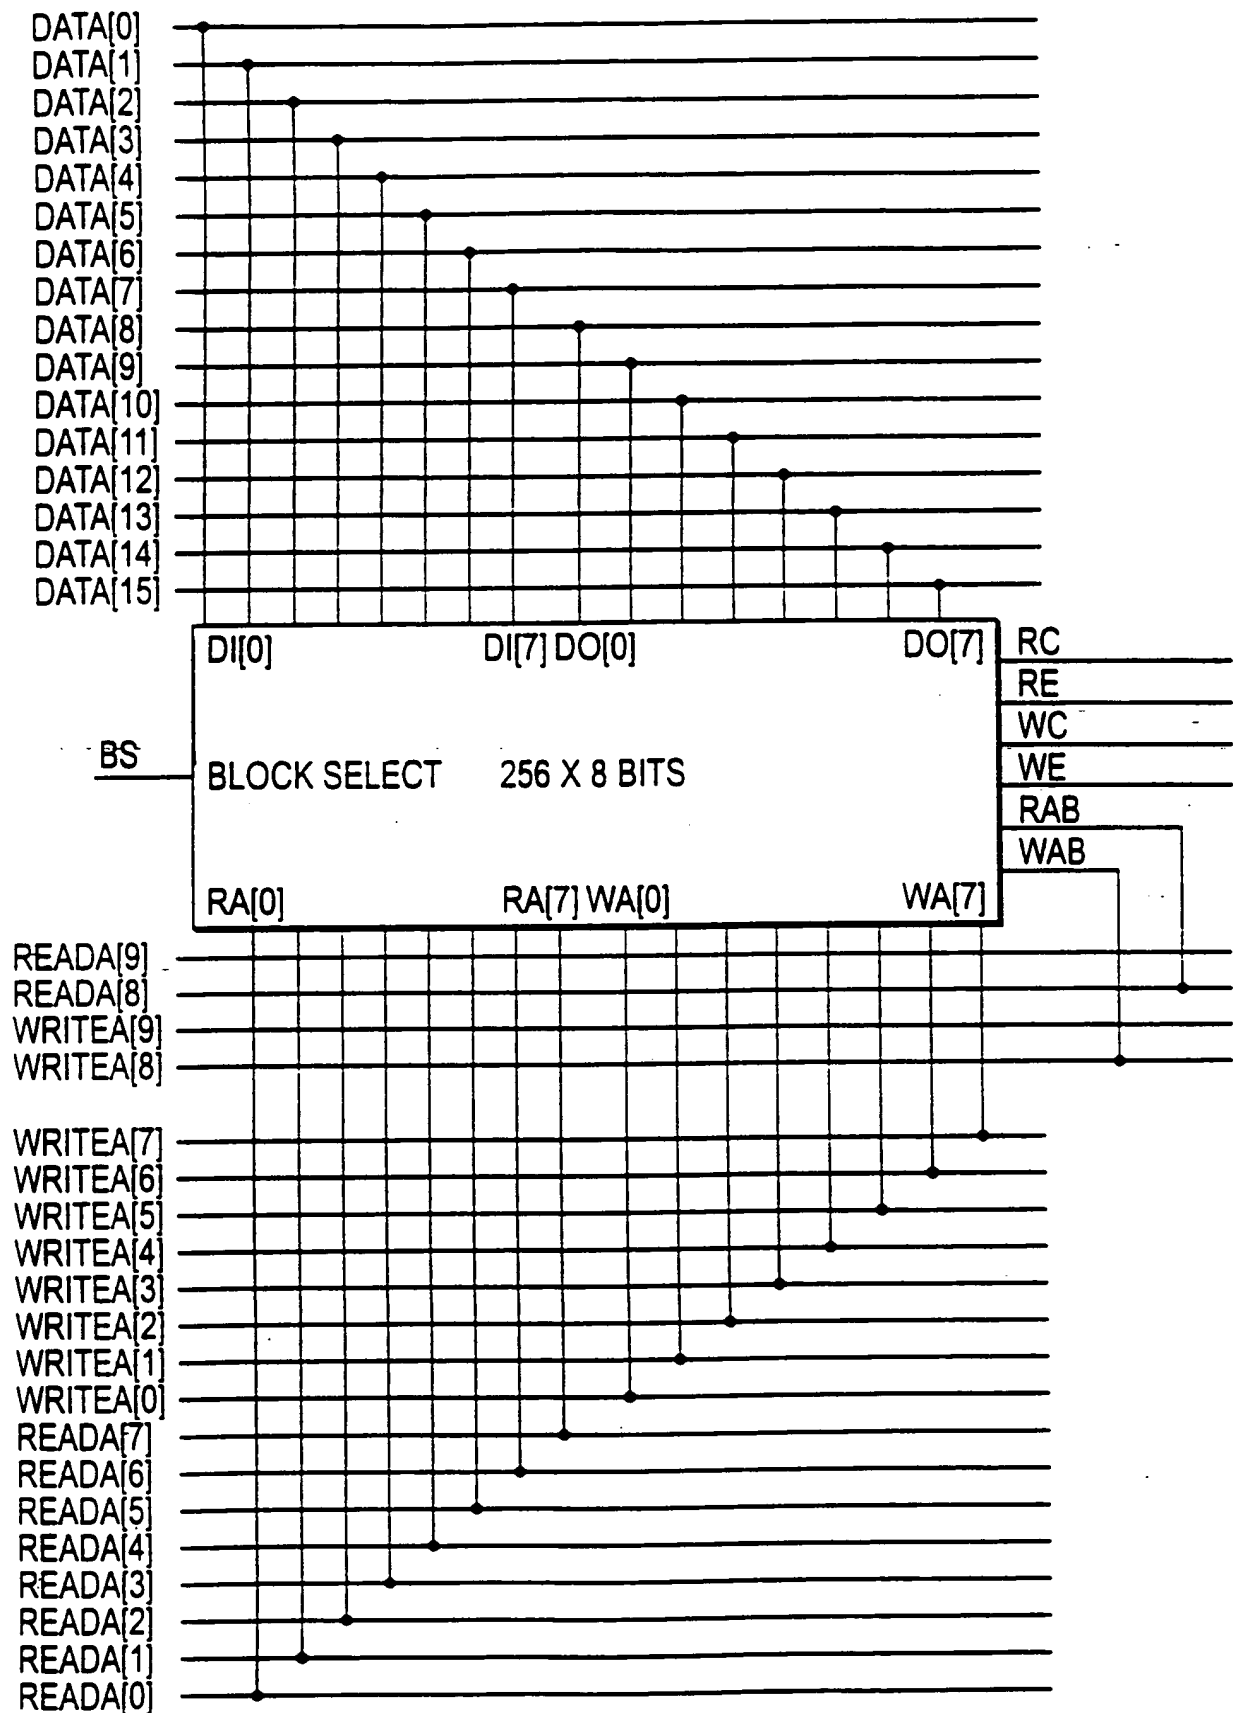 DATA[0]
DATA[1]
DATA[2]
DATA[3]
DATA[4]
DATA[5]
DATA[6]
DATA[7]
DATA[8]
DATA[9]
DATA[10]
DATA[11]
DATA[12]
DATA[13]
DATA[14]
DATA[15]
DI[0] DI[7] DO[0] DO[7]
RC
RE
WC
BS
WE
BLOCK SELECT 256 X 8 BITS
RAB
WAB
RA[0] RA[7] WA[0] WA[7]
READA[9]
READA[8]
WRITEA[9]
WRITEA[8]
WRITEA[7]
WRITEA[6]
WRITEA[5]
WRITEA[4]
WRITEA[3]
WRITEA[2]
WRITEA[1]
WRITEA[0]
READA[7]
READA[6]
READA[5]
READA[4]
READA[3]
READA[2]
READA[1]
READA[0]